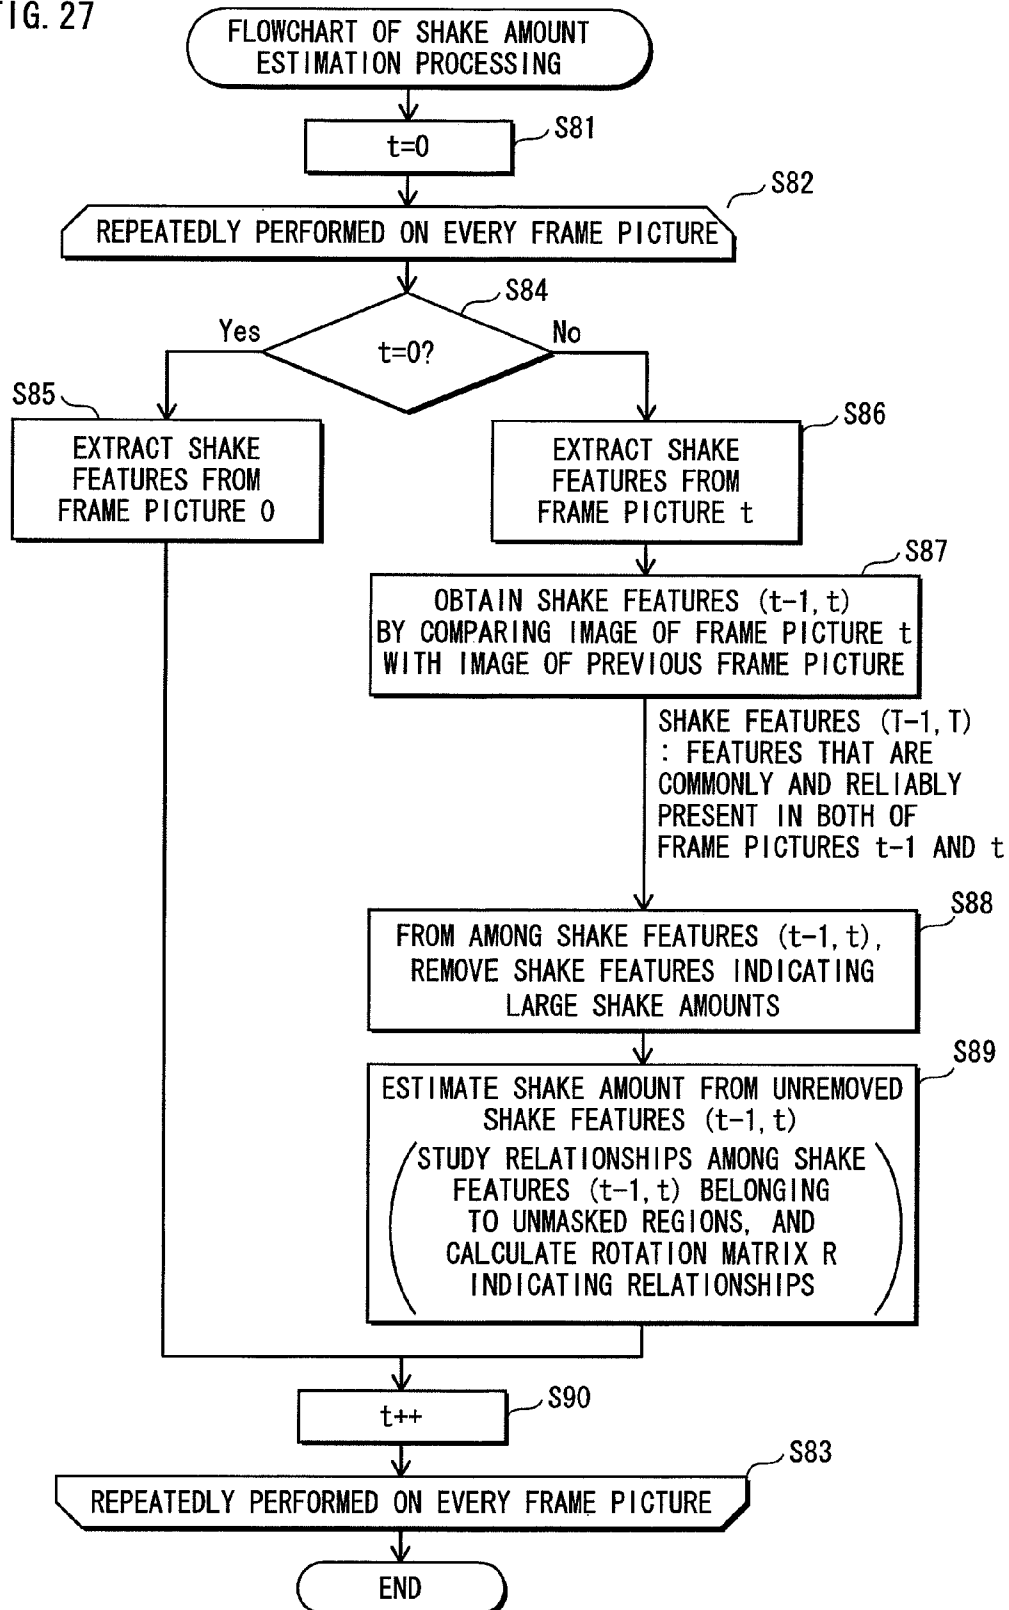 FIG. 27
FLOWCHART OF SHAKE AMOUNT
ESTIMATION PROCESSING
S81
t=0
S82
REPEATEDLY PERFORMED ON EVERY FRAME PICTURE
S84
Yes
t=0?
No
S85
EXTRACT SHAKE
FEATURES FROM
FRAME PICTURE 0
S86
EXTRACT SHAKE
FEATURES FROM
FRAME PICTURE t
S87
OBTAIN SHAKE FEATURES (t-1, t)
BY COMPARING IMAGE OF FRAME PICTURE t
WITH IMAGE OF PREVIOUS FRAME PICTURE
SHAKE FEATURES (T-1, T)
: FEATURES THAT ARE
COMMONLY AND RELIABLY
PRESENT IN BOTH OF
FRAME PICTURES t-1 AND t
S88
FROM AMONG SHAKE FEATURES (t-1, t),
REMOVE SHAKE FEATURES INDICATING
LARGE SHAKE AMOUNTS
S89
ESTIMATE SHAKE AMOUNT FROM UNREMOVED
SHAKE FEATURES (t-1, t)
(STUDY RELATIONSHIPS AMONG SHAKE
FEATURES (t-1, t) BELONGING
TO UNMASKED REGIONS, AND
CALCULATE ROTATION MATRIX R
INDICATING RELATIONSHIPS)
S90
t++
S83
REPEATEDLY PERFORMED ON EVERY FRAME PICTURE
END